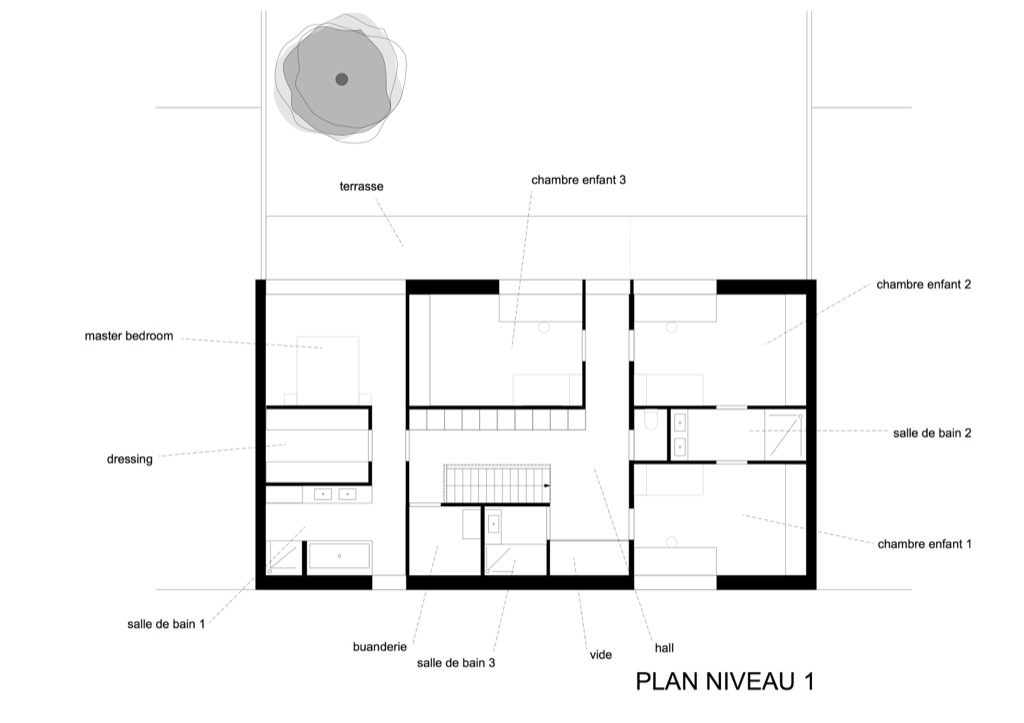 chambre enfant 3
terrasse
chambre enfant 2
master bedroom
salle de bain 2
dressing
chambre enfant 1
salle de bain 1
buanderie
hall
vide
salle de bain 3
PLAN NIVEAU 1